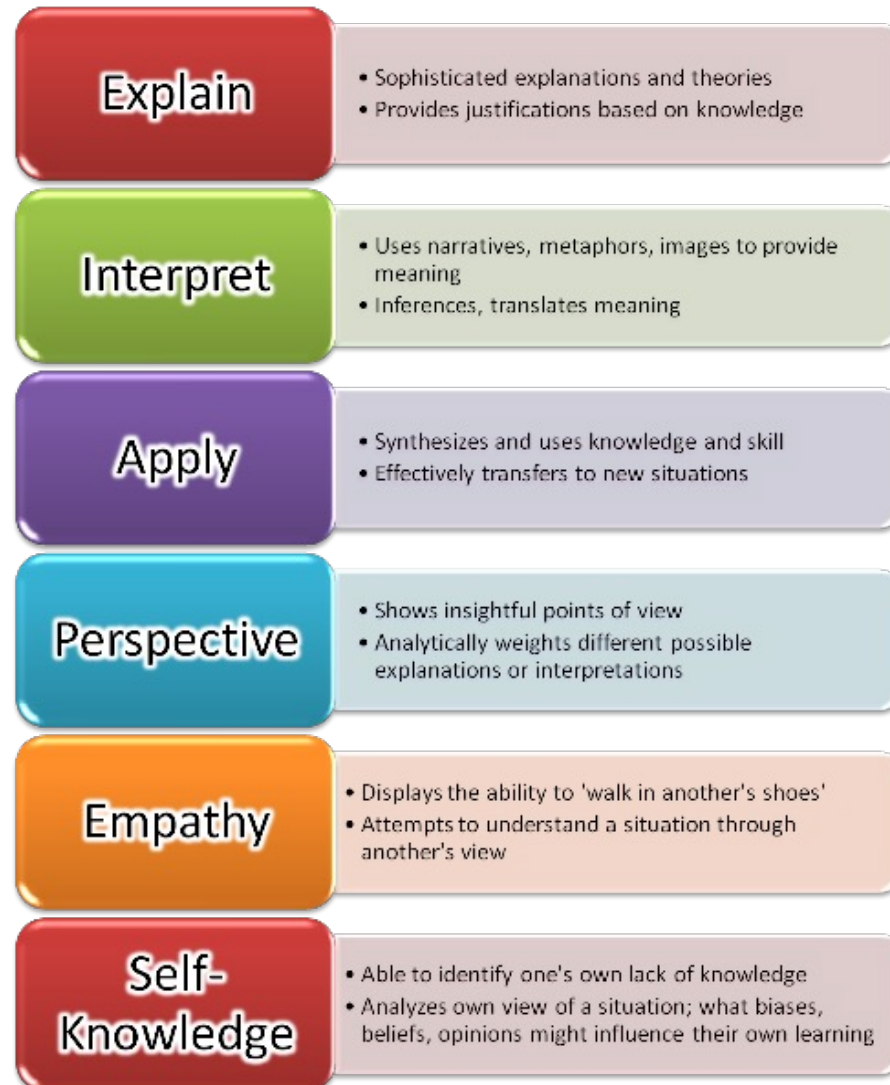 Explain
• Sophisticated explanations and theories
• Provides justifications based on knowledge
Interpret
• Uses narratives, metaphors, images to provide
meaning
• Inferences, translates meaning
Apply
• Synthesizes and uses knowledge and skill
• Effectively transfers to new situations
Perspective
• Shows insightful points of view
• Analytically weights different possible
explanations or interpretations
Empathy
• Displays the ability to 'walk in another's shoes'
• Attempts to understand a situation through
another's view
Self-
Knowledge
• Able to identify one's own lack of knowledge
• Analyzes own view of a situation; what biases,
beliefs, opinions might influence their own learning